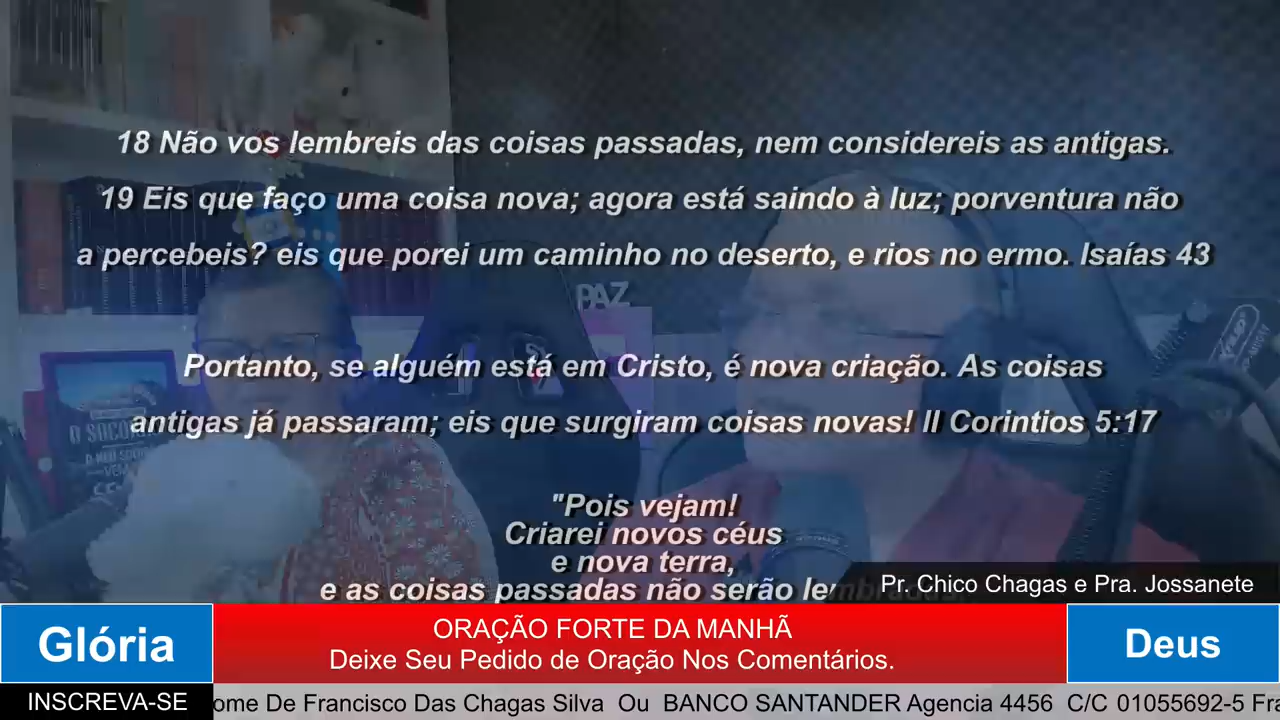 18 Não vos lembreis das coisas passadas, nem considereis as antigas.
19 Eis que faço uma coisa nova; agora está saindo à luz; porventura não
a percebeis? eis que porei um caminho no deserto, e rios no ermo. Isaías 43
PAZ
Portanto, se alguém está em Cristo, é nova criação. As coisas
antigas já passaram; eis que surgiram coisas novas! II Corintios 5:17
O SOCORRO
"Pois vejam!
Criarei novos céus
e nova terra,
e as coisas passadas não serão lembradas.
Pr. Chico Chagas e Pra. Jossanete
Glória
ORAÇÃO FORTE DA MANHÃ
Deixe Seu Pedido de Oração Nos Comentários.
Deus
INSCREVA-SE
ome De Francisco Das Chagas Silva Ou BANCO SANTANDER Agencia 4456 C/C 01055692-5 Fra